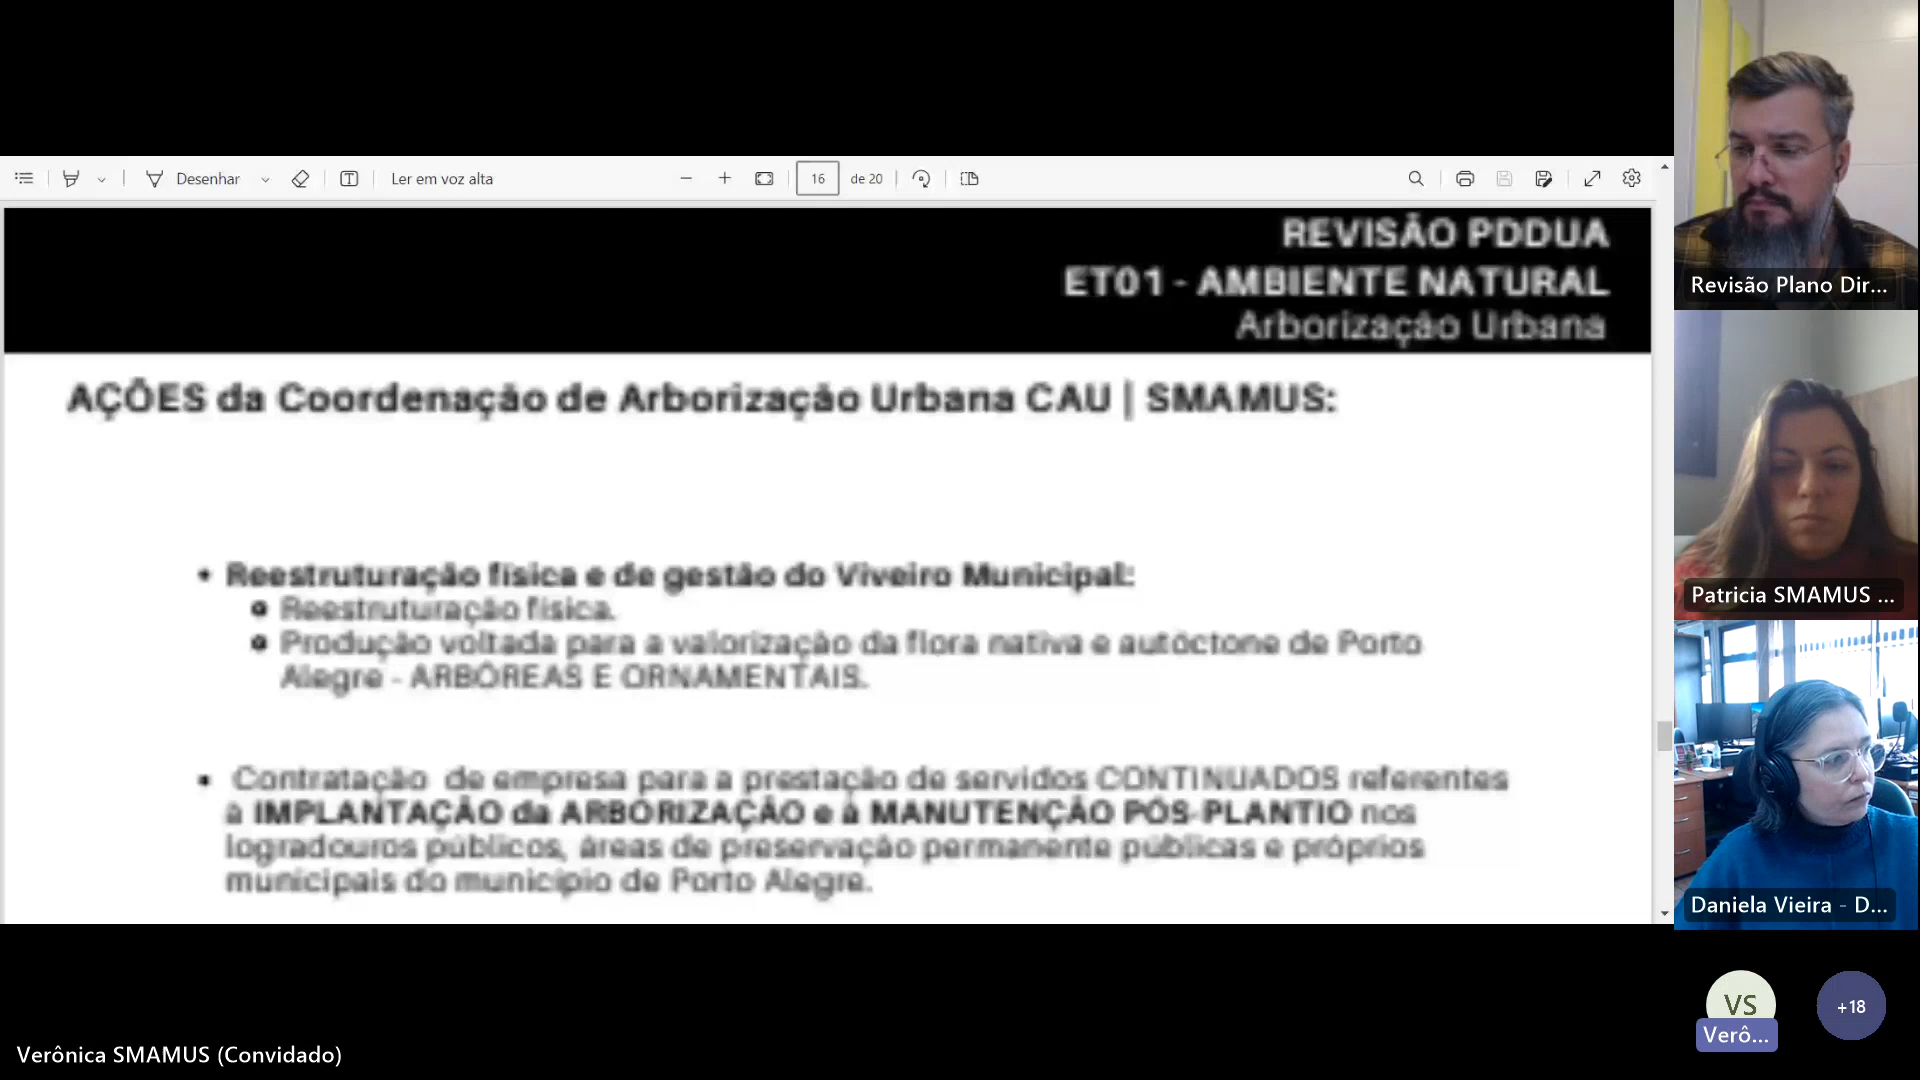 Desenhar
Ler em voz alta
16
de 20
REVISÃO PDDUA
ET01 - AMBIENTE NATURAL
Arborização Urbana
AÇÕES da Coordenação de Arborização Urbana CAU | SMAMUS:
• Reestruturação física e de gestão do Viveiro Municipal:
Reestruturação física.
Produção voltada para a valorização da flora nativa e autóctone de Porto
Alegre - ARBÓREAS E ORNAMENTAIS.
• Contratação de empresa para a prestação de servidos CONTINUADOS referentes
à IMPLANTAÇÃO da ARBORIZAÇÃO e à MANUTENÇÃO PÓS-PLANTIO nos
logradouros públicos, áreas de preservação permanente públicas e próprios
municipais do município de Porto Alegre.
Revisão Plano Dir...
Patricia SMAMUS ...
Daniela Vieira - D...
VS
Verô...
+18
Verônica SMAMUS (Convidado)